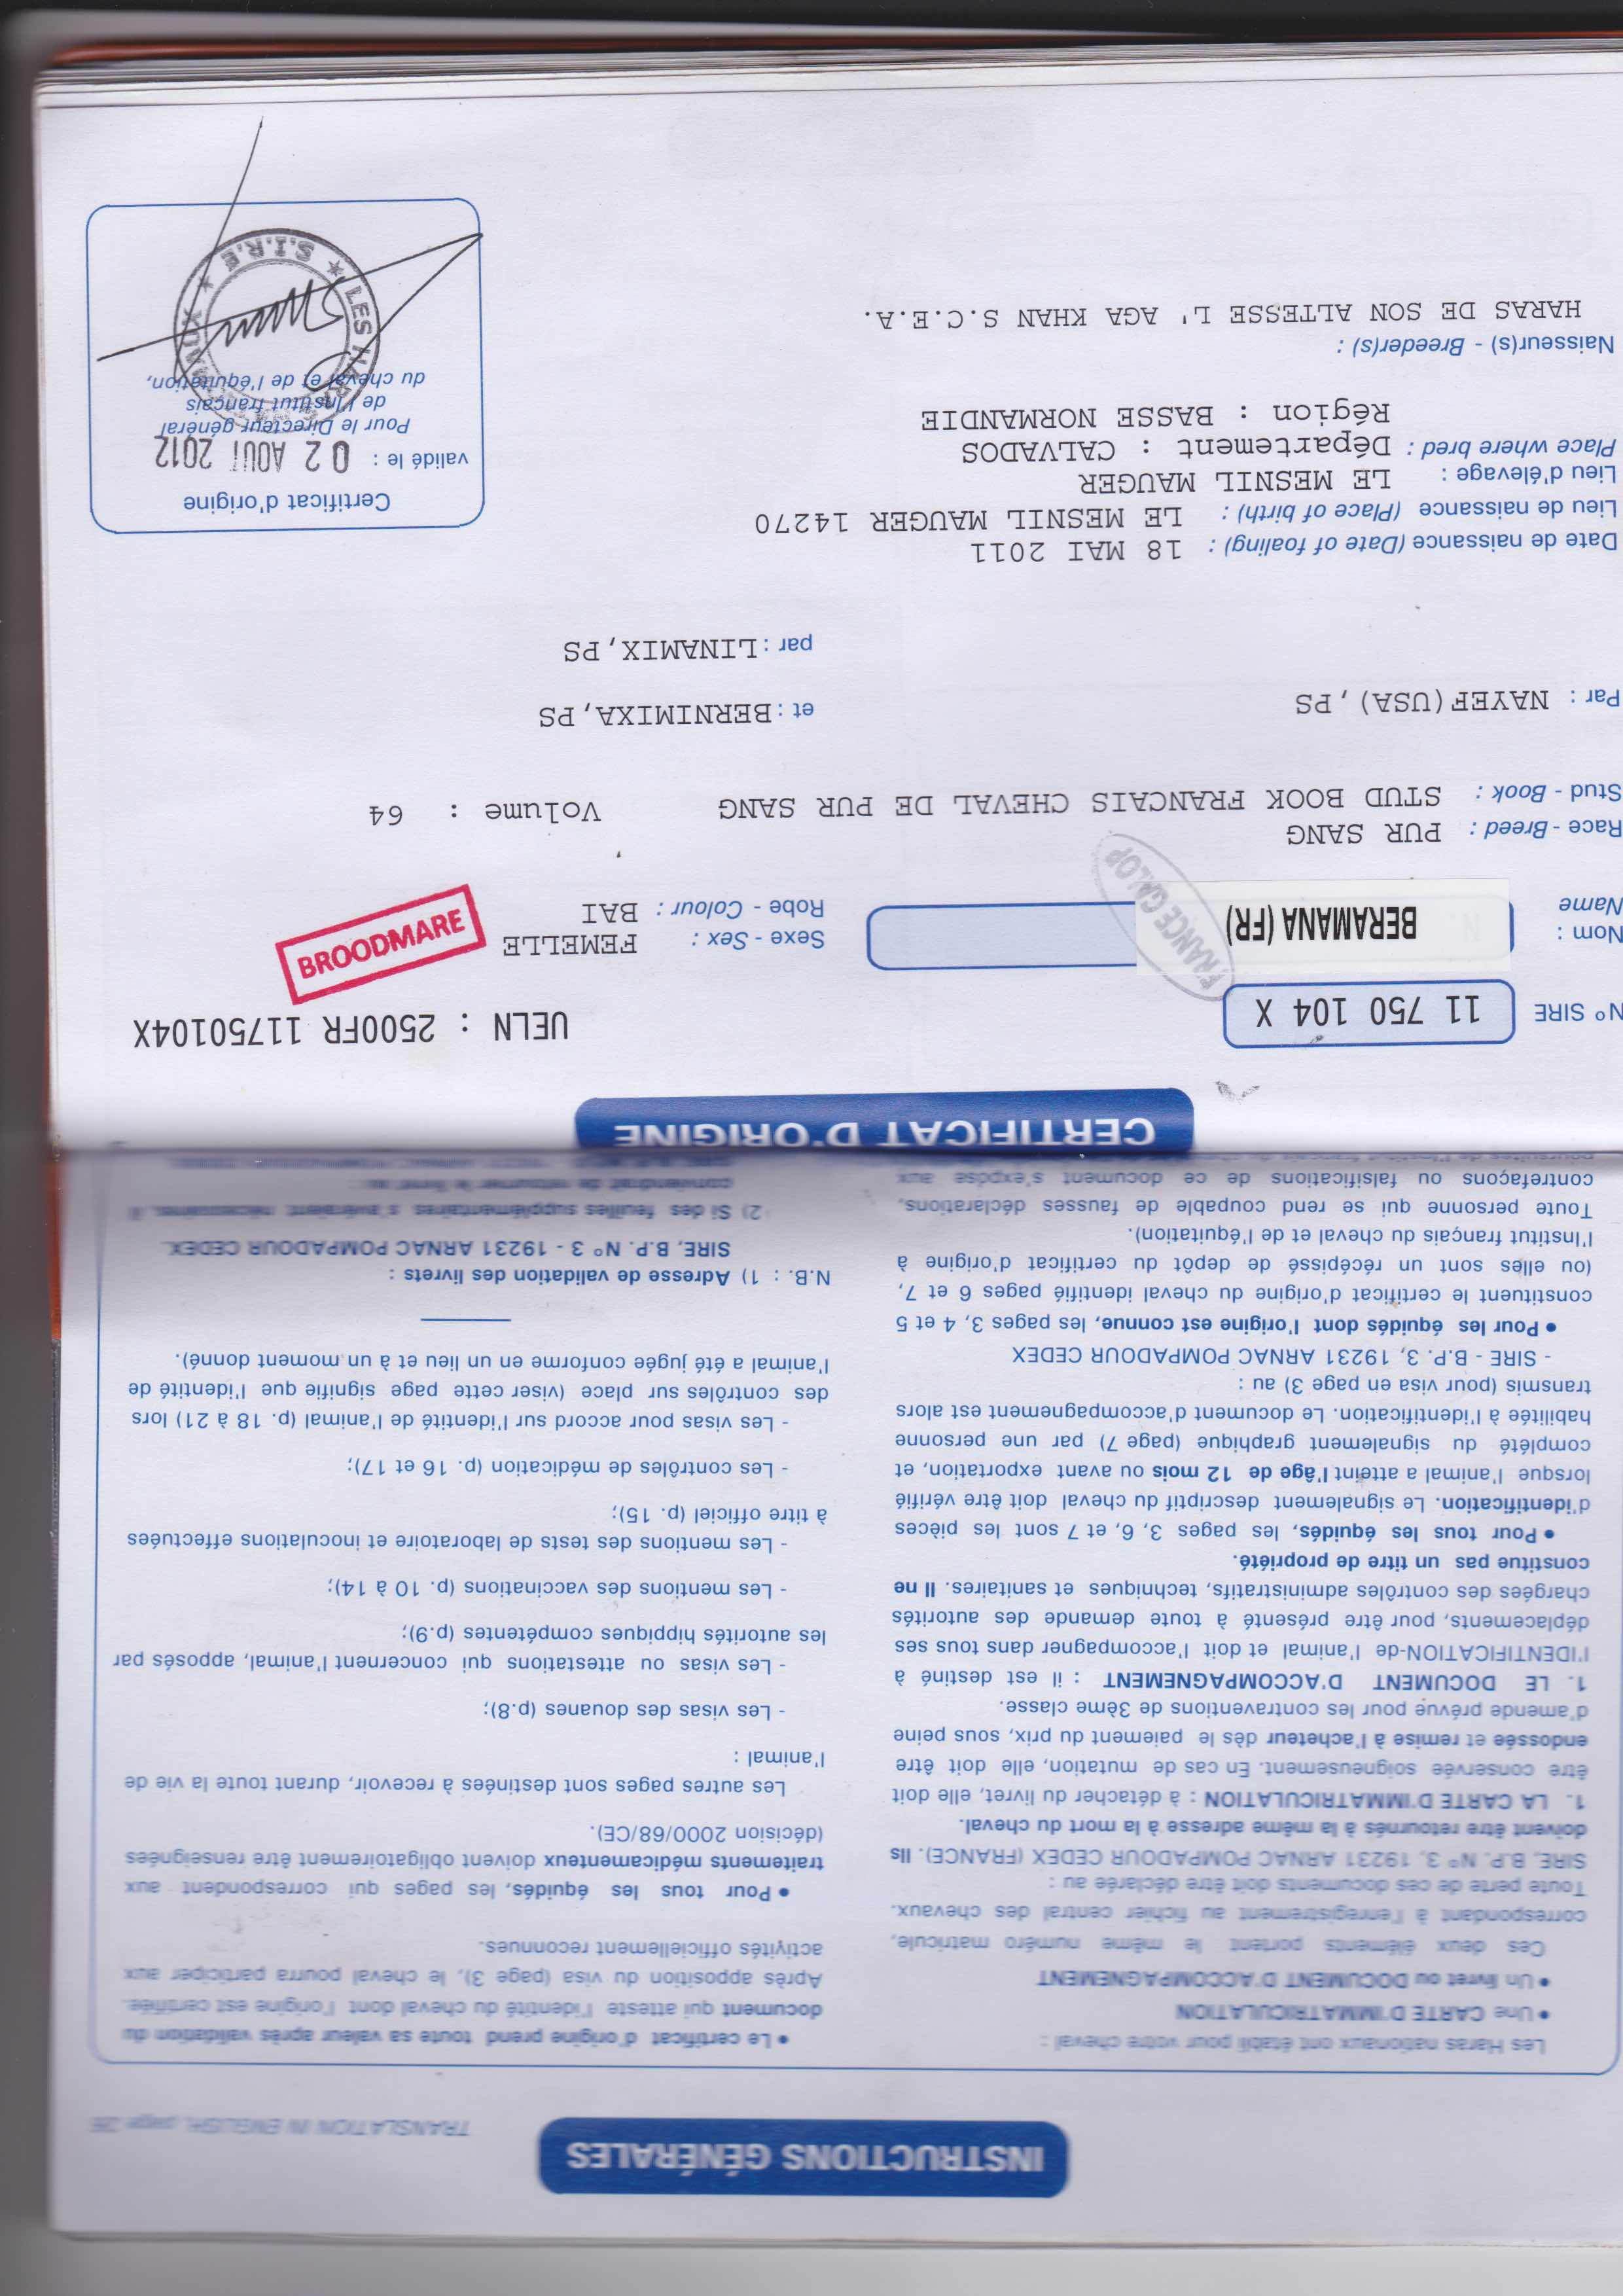 INSTRUCTIONS GÉNÉRALES
TRANSLATION IN ENGLISH, page 26
Les Haras nationaux ont établi pour votre cheval :
• Une CARTE D'IMMATRICULATION
• Un livret ou DOCUMENT D'ACCOMPAGNEMENT
Ces deux éléments portent le même numéro matricule,
correspondant à l'enregistrement au fichier central des chevaux.
Toute perte de ces documents doit être déclarée au :
SIRE, B.P. N° 3, 19231 ARNAC POMPADOUR CEDEX (FRANCE). Ils
doivent être retournés à la même adresse à la mort du cheval.
1. LA CARTE D'IMMATRICULATION : à détacher du livret, elle doit
être conservée soigneusement. En cas de mutation, elle doit être
endossée et remise à l'acheteur dès le paiement du prix, sous peine
d'amende prévue pour les contraventions de 3ème classe.
1. LE DOCUMENT D'ACCOMPAGNEMENT : il est destiné à
l'IDENTIFICATION-de l'animal et doit l'accompagner dans tous ses
déplacements, pour être présenté à toute demande des autorités
chargées des contrôles administratifs, techniques et sanitaires. Il ne
constitue pas un titre de propriété.
• Pour tous les équidés, les pages 3, 6, et 7 sont les pièces
d'identification. Le signalement descriptif du cheval doit être vérifié
lorsque l'animal a atteint l'âge de 12 mois ou avant exportation, et
complété du signalement graphique (page 7) par une personne
habilitée à l'identification. Le document d'accompagnement est alors
transmis (pour visa en page 3) au :
- SIRE - B.P. 3, 19231 ARNAC POMPADOUR CEDEX
• Pour les équidés dont l'origine est connue, les pages 3, 4 et 5
constituent le certificat d'origine du cheval identifié pages 6 et 7,
(ou elles sont un récépissé de depôt du certificat d'origine à
l'Institut français du cheval et de l'équitation).
Toute personne qui se rend coupable de fausses déclarations,
contrefaçons ou falsifications de ce document s'expose aux
• Le certificat d'origine prend toute sa valeur après validation du
document qui atteste l'identité du cheval dont l'origine est certifiée.
Après apposition du visa (page 3), le cheval pourra participer aux
activités officiellement reconnues.
• Pour tous les équidés, les pages qui correspondent aux
traitements médicamenteux doivent obligatoirement être renseignées
(décision 2000/68/CE).
Les autres pages sont destinées à recevoir, durant toute la vie de
l'animal :
- Les visas des douanes (p.8);
- Les visas ou attestations qui concernent l'animal, apposés par
les autorités hippiques compétentes (p.9);
- Les mentions des vaccinations (p. 10 à 14);
- Les mentions des tests de laboratoire et inoculations effectuées
à titre officiel (p. 15);
- Les contrôles de médication (p. 16 et 17);
- Les visas pour accord sur l'identité de l'animal (p. 18 à 21) lors
des contrôles sur place (viser cette page signifie que l'identité de
l'animal a été jugée conforme en un lieu et à un moment donné).
N.B. : 1) Adresse de validation des livrets :
SIRE, B.P. N° 3 - 19231 ARNAC POMPADOUR CEDEX.
2) Si des feuilles supplémentaires s'avéraient nécessaires, il
conviendrait de retourner le livret au :
CERTIFICAT D'ORIGINE
N° SIRE 11 750 104 X
UELN : 2500FR 11750104X
Nom : BERAMANA (FR)
Name
FRANCE GALOP
Sexe - Sex : FEMELLE
Robe - Colour : BAI
BROODMARE
Race - Breed : PUR SANG
Stud - Book : STUD BOOK FRANCAIS CHEVAL DE PUR SANG Volume : 64
Par : NAYEF(USA),PS
et : BERNIMIXA,PS
par : LINAMIX,PS
Date de naissance (Date of foaling) : 18 MAI 2011
Lieu de naissance (Place of birth) : LE MESNIL MAUGER 14270
Lieu d'élevage : LE MESNIL MAUGER
Place where bred : Département : CALVADOS
Région : BASSE NORMANDIE
Naisseur(s) - Breeder(s) :
HARAS DE SON ALTESSE L' AGA KHAN S.C.E.A.
Certificat d'origine
validé le : 02 AOUT 2012
Pour le Directeur général
de l'Institut français
du cheval et de l'équitation,
LES HARAS NATIONAUX * S.I.R.E *